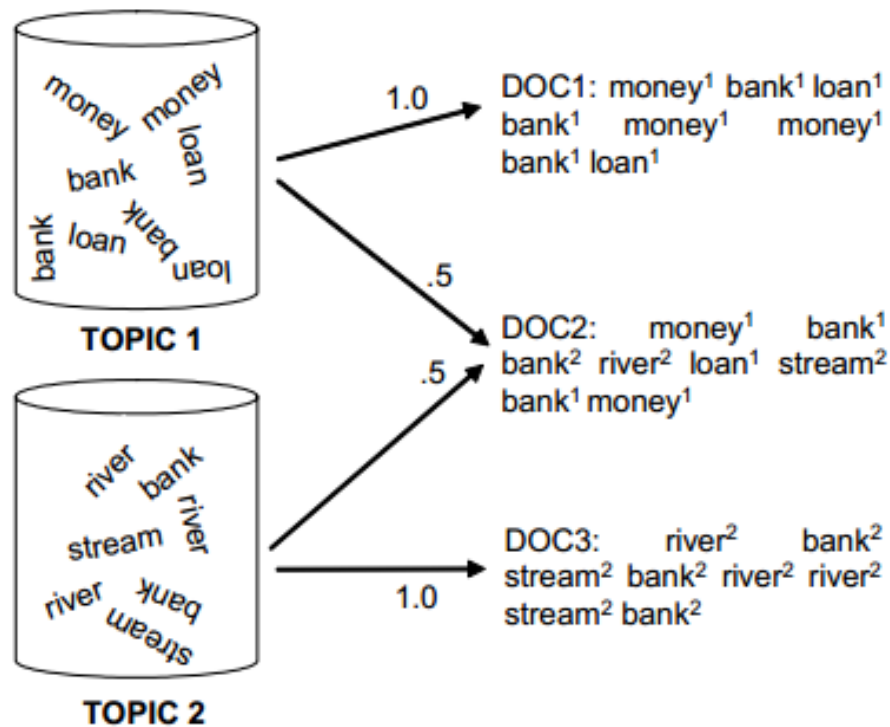 money
money
loan
bank
bank
loan
bank
loan
TOPIC 1
1.0
.5
DOC1: money¹ bank¹ loan¹
bank¹ money¹ money¹
bank¹ loan¹
DOC2: money¹ bank¹
bank² river² loan¹ stream²
bank¹ money¹
river
bank
river
stream
river
bank
stream
TOPIC 2
.5
1.0
DOC3: river² bank²
stream² bank² river² river²
stream² bank²